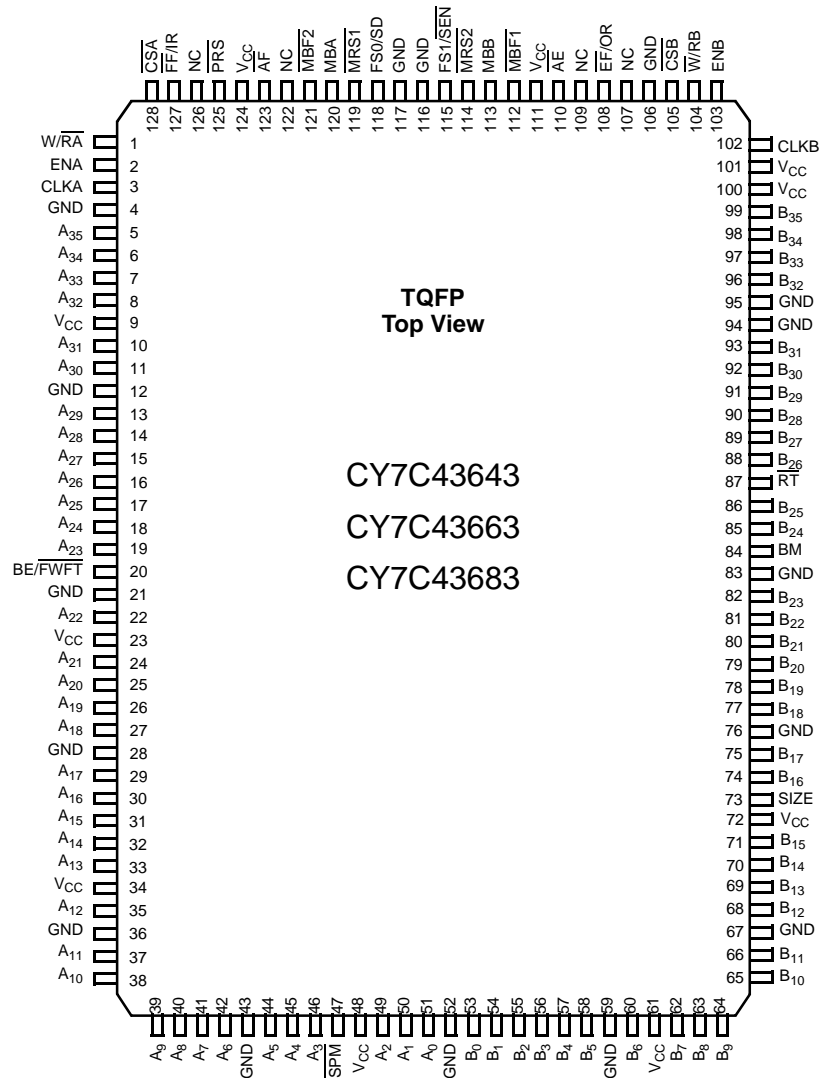 CSA
FF/IR
NC
PRS
VCC
AF
NC
MBF2
MBA
MRS1
FS0/SD
GND
GND
FS1/SEN
MRS2
MBB
MBF1
VCC
AE
NC
EF/OR
NC
GND
CSB
W/RB
ENB
128
127
126
125
124
123
122
121
120
119
118
117
116
115
114
113
112
111
110
109
108
107
106
105
104
103
W/RA 1
ENA 2
CLKA 3
GND 4
A35 5
A34 6
A33 7
A32 8
VCC 9
A31 10
A30 11
GND 12
A29 13
A28 14
A27 15
A26 16
A25 17
A24 18
A23 19
BE/FWFT 20
GND 21
A22 22
VCC 23
A21 24
A20 25
A19 26
A18 27
GND 28
A17 29
A16 30
A15 31
A14 32
A13 33
VCC 34
A12 35
GND 36
A11 37
A10 38
TQFP
Top View
CY7C43643
CY7C43663
CY7C43683
102 CLKB
101 VCC
100 VCC
99 B35
98 B34
97 B33
96 B32
95 GND
94 GND
93 B31
92 B30
91 B29
90 B28
89 B27
88 B26
87 RT
86 B25
85 B24
84 BM
83 GND
82 B23
81 B22
80 B21
79 B20
78 B19
77 B18
76 GND
75 B17
74 B16
73 SIZE
72 VCC
71 B15
70 B14
69 B13
68 B12
67 GND
66 B11
65 B10
39
40
41
42
43
44
45
46
47
48
49
50
51
52
53
54
55
56
57
58
59
60
61
62
63
64
A9
A8
A7
A6
GND
A5
A4
A3
SPM
VCC
A2
A1
A0
GND
B0
B1
B2
B3
B4
B5
GND
B6
VCC
B7
B8
B9